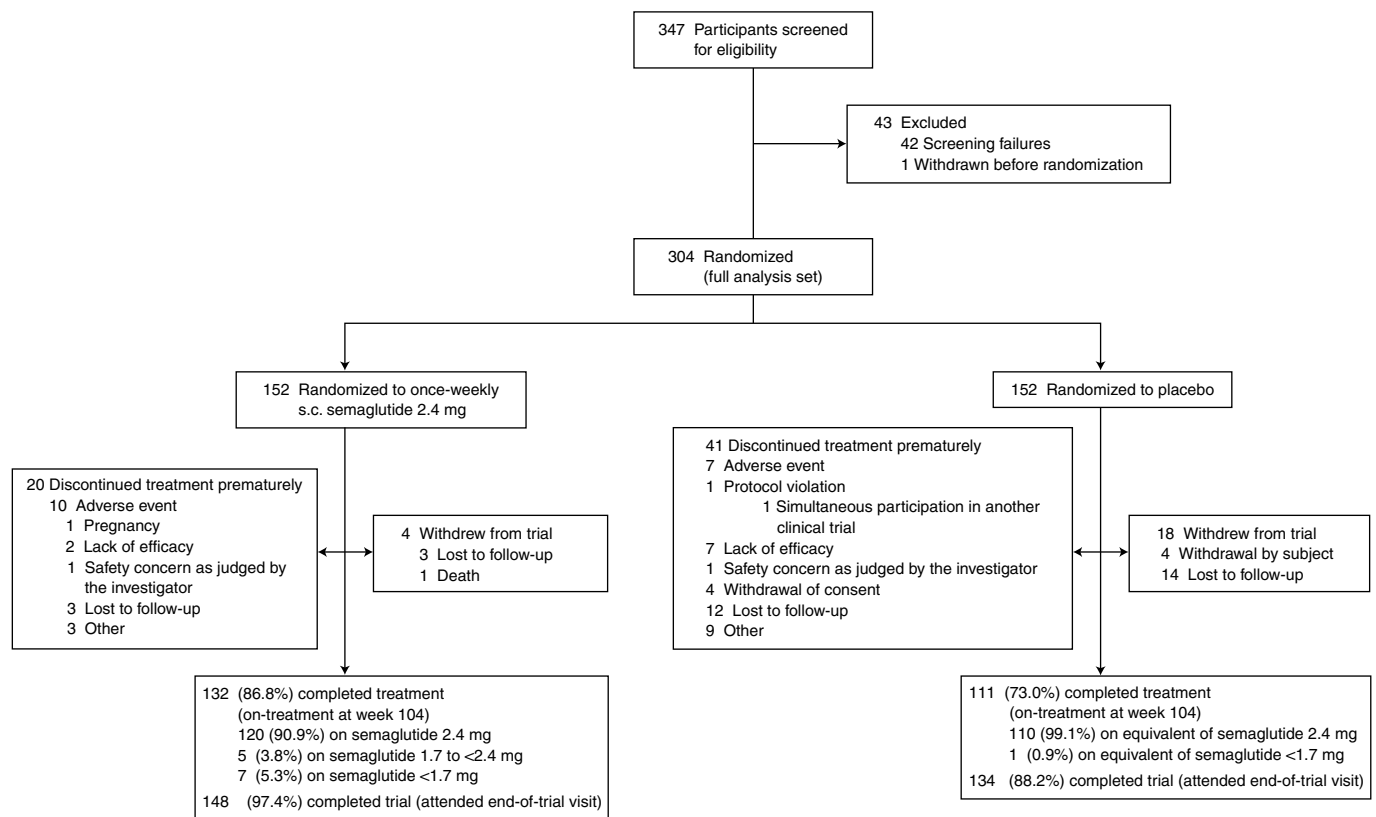 347 Participants screened
for eligibility
43 Excluded
42 Screening failures
1 Withdrawn before randomization
304 Randomized
(full analysis set)
152 Randomized to once-weekly
s.c. semaglutide 2.4 mg
152 Randomized to placebo
20 Discontinued treatment prematurely
10 Adverse event
1 Pregnancy
2 Lack of efficacy
1 Safety concern as judged by
the investigator
3 Lost to follow-up
3 Other
4 Withdrew from trial
3 Lost to follow-up
1 Death
41 Discontinued treatment prematurely
7 Adverse event
1 Protocol violation
1 Simultaneous participation in another
clinical trial
7 Lack of efficacy
1 Safety concern as judged by the investigator
4 Withdrawal of consent
12 Lost to follow-up
9 Other
18 Withdrew from trial
4 Withdrawal by subject
14 Lost to follow-up
132 (86.8%) completed treatment
(on-treatment at week 104)
120 (90.9%) on semaglutide 2.4 mg
5 (3.8%) on semaglutide 1.7 to <2.4 mg
7 (5.3%) on semaglutide <1.7 mg
148 (97.4%) completed trial (attended end-of-trial visit)
111 (73.0%) completed treatment
(on-treatment at week 104)
110 (99.1%) on equivalent of semaglutide 2.4 mg
1 (0.9%) on equivalent of semaglutide <1.7 mg
134 (88.2%) completed trial (attended end-of-trial visit)